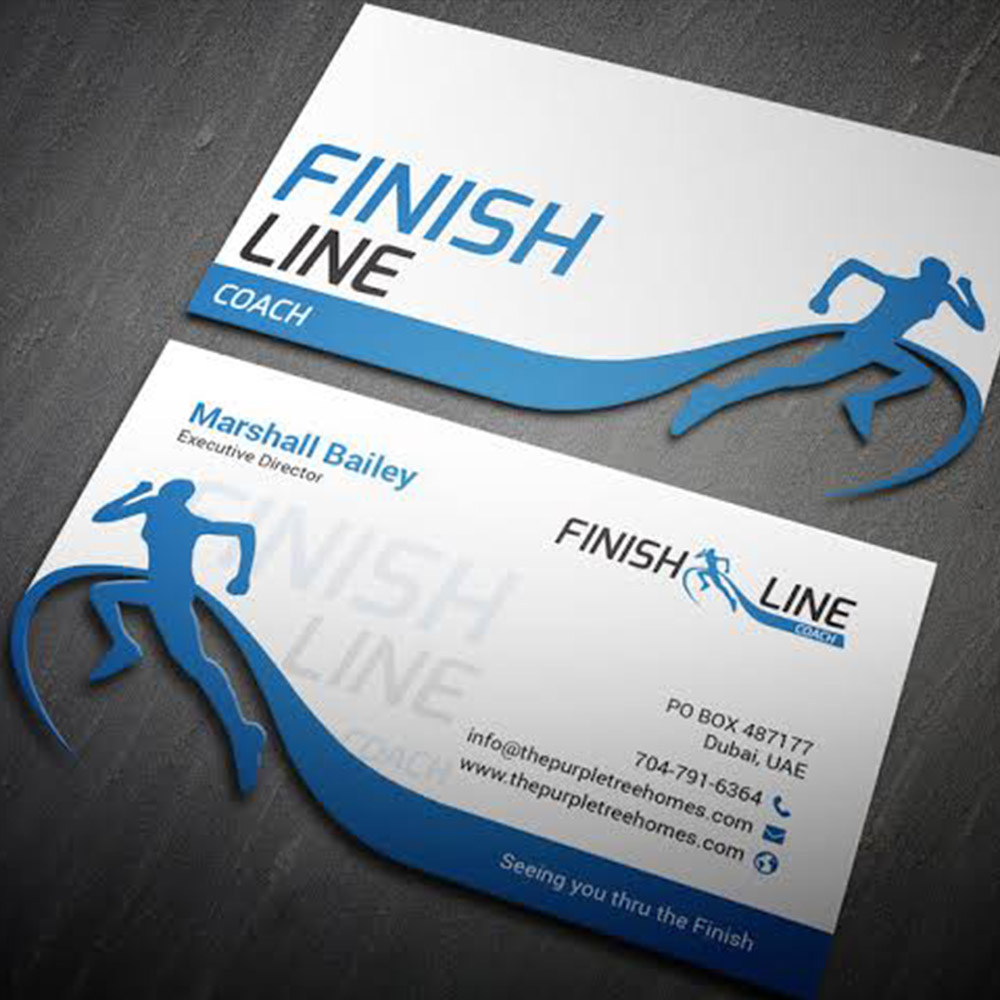 FINISH
LINE
COACH
Marshall Bailey
Executive Director
FINISH
LINE
COACH
FINISH LINE
COACH
PO BOX 487177
Dubai, UAE
704-791-6364
info@thepurpletreehomes.com
www.thepurpletreehomes.com
Seeing you thru the Finish